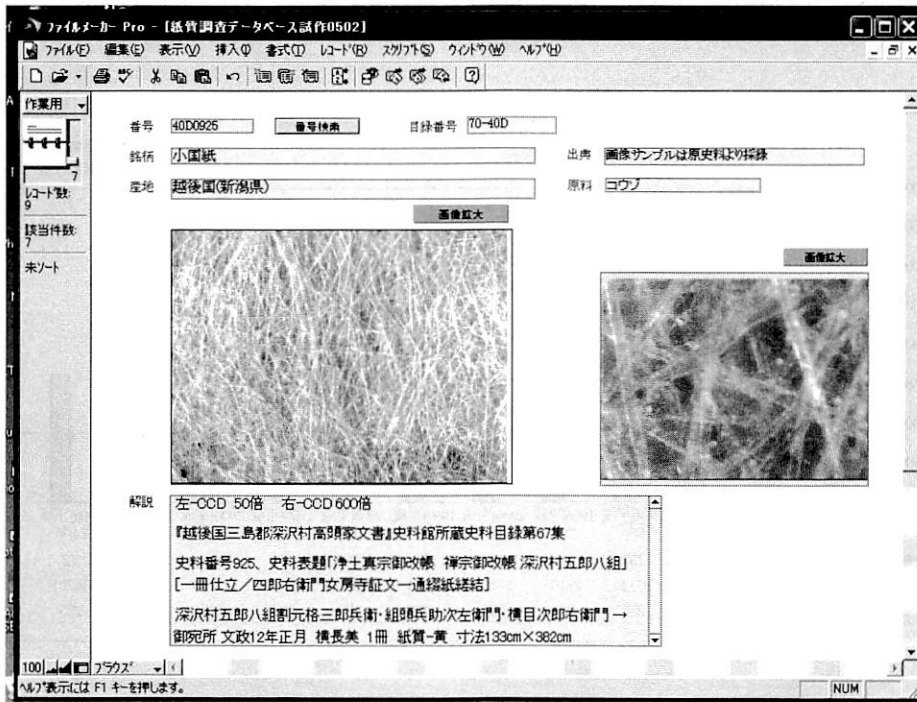 ファイルメーカー Pro - [紙質調査データベース試作0502]
ファイル(F) 編集(E) 表示(V) 挿入(I) 書式(T) レコード(R) スクリプト(S) ウィンドウ(W) ヘルプ(H)
作業用
7
レコード数:
9
該当件数:
7
未ソート
番号 40D0925 番号検索 目録番号 70-40D
銘柄 小国紙 出典 画像サンプルは原史料より採録
産地 越後国(新潟県) 原料 コウゾ
画像拡大
画像拡大
解説 左-CCD 50倍 右-CCD 600倍
『越後国三島郡深沢村高頭家文書』史料館所蔵史料目録第67集
史料番号925、史料表題「浄土真宗御改帳 禅宗御改帳 深沢村五郎八組」
[一冊仕立/四郎右衛門女房寺証文一通綴紙経結]
深沢村五郎八組割元格三郎兵衛・組頭兵助次左衛門・横目次郎右衛門→
御宛所 文政12年正月 横長美 1冊 紙質-黄 寸法133cm×382cm
100 ブラウズ
ヘルプ表示には F1 キーを押します。 NUM